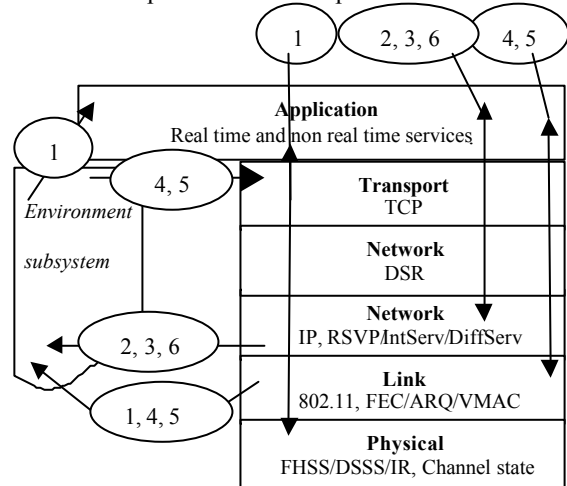 1
2, 3, 6
4, 5
Application
Real time and non real time services
1
4, 5
Transport
TCP
Environment
subsystem
Network
DSR
Network
IP, RSVP/IntServ/DiffServ
2, 3, 6
Link
802.11, FEC/ARQ/VMAC
1, 4, 5
Physical
FHSS/DSSS/IR, Channel state